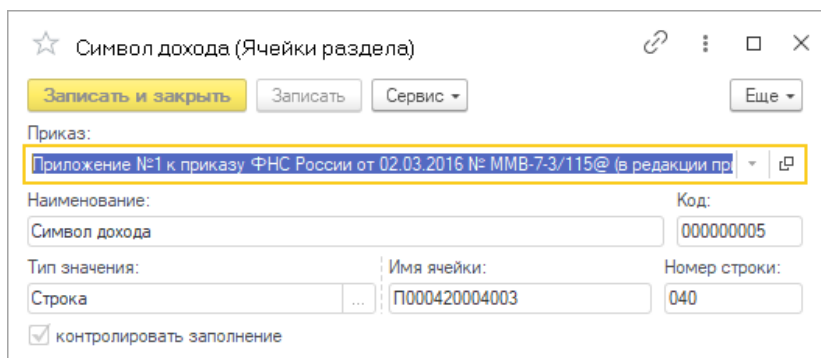 Символ дохода (Ячейки раздела)
Записать и закрыть Записать Сервис Еще
Приказ:
Приложение №1 к приказу ФНС России от 02.03.2016 № ММВ-7-3/115@ (в редакции
Наименование: Код:
Символ дохода 000000005
Тип значения: Имя ячейки: Номер строки:
Строка ... П000420004003 040
контролировать заполнение